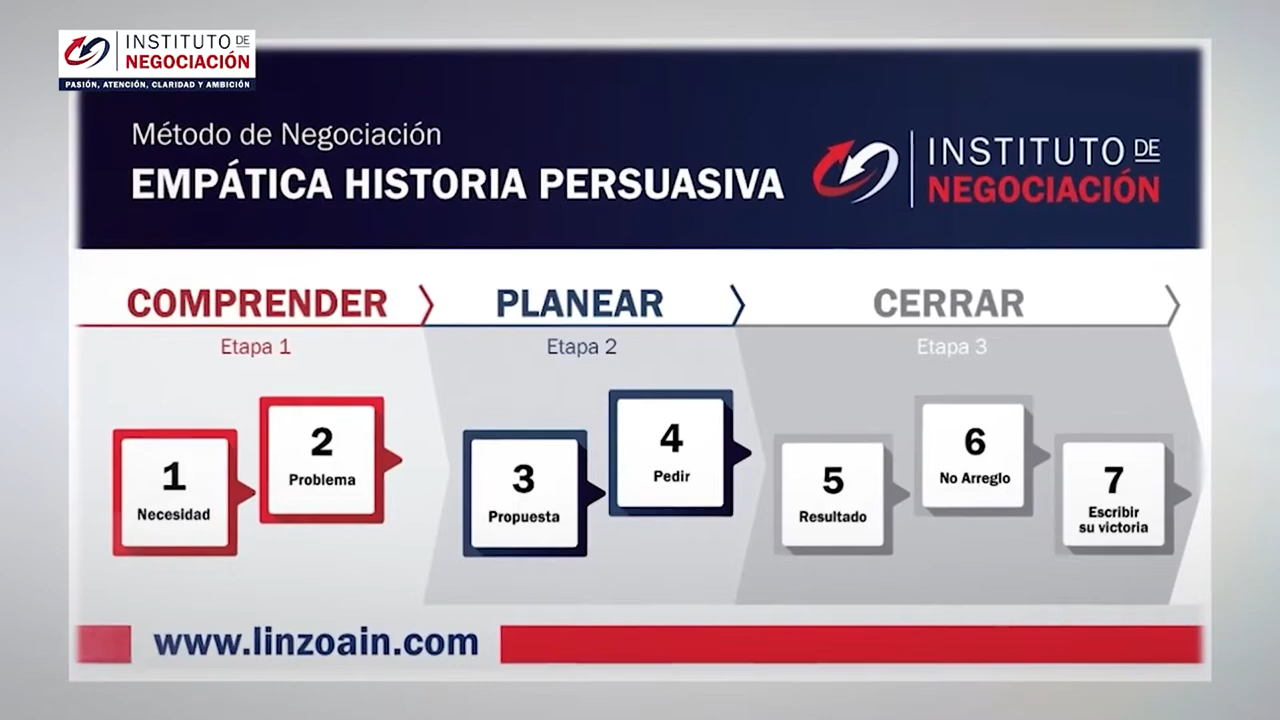 INSTITUTO DE
NEGOCIACIÓN
PASIÓN, ATENCIÓN, CLARIDAD Y AMBICIÓN
Método de Negociación
EMPÁTICA HISTORIA PERSUASIVA
INSTITUTO DE
NEGOCIACIÓN
COMPRENDER
Etapa 1
PLANEAR
Etapa 2
CERRAR
Etapa 3
1
Necesidad
2
Problema
3
Propuesta
4
Pedir
5
Resultado
6
No Arreglo
7
Escribir
su victoria
www.linzoain.com